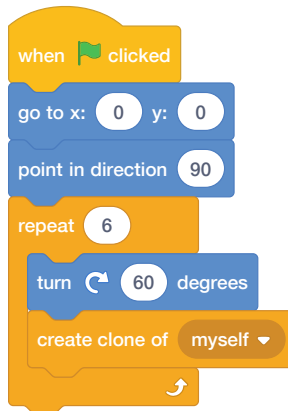 when clicked
go to x: 0 y: 0
point in direction 90
repeat 6
turn 60 degrees
create clone of myself